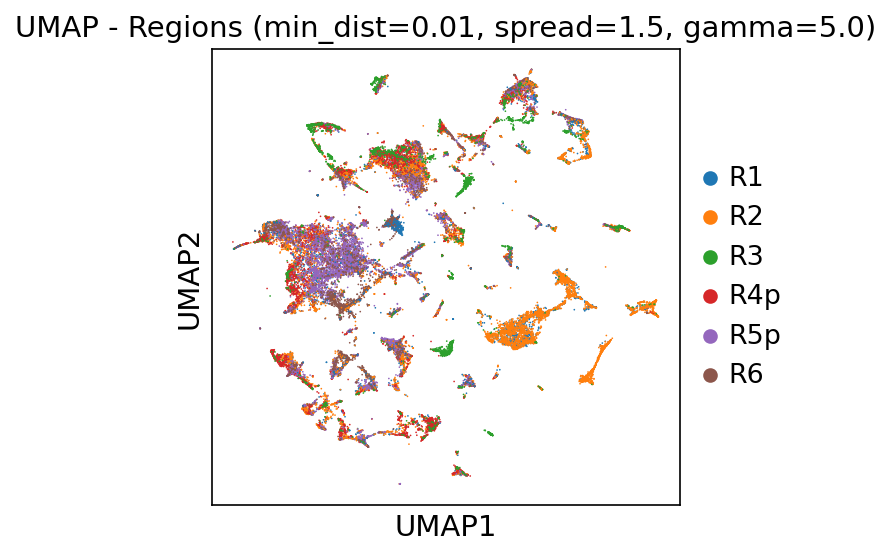 UMAP - Regions (min_dist=0.01, spread=1.5, gamma=5.0)
UMAP2
UMAP1
R1
R2
R3
R4p
R5p
R6